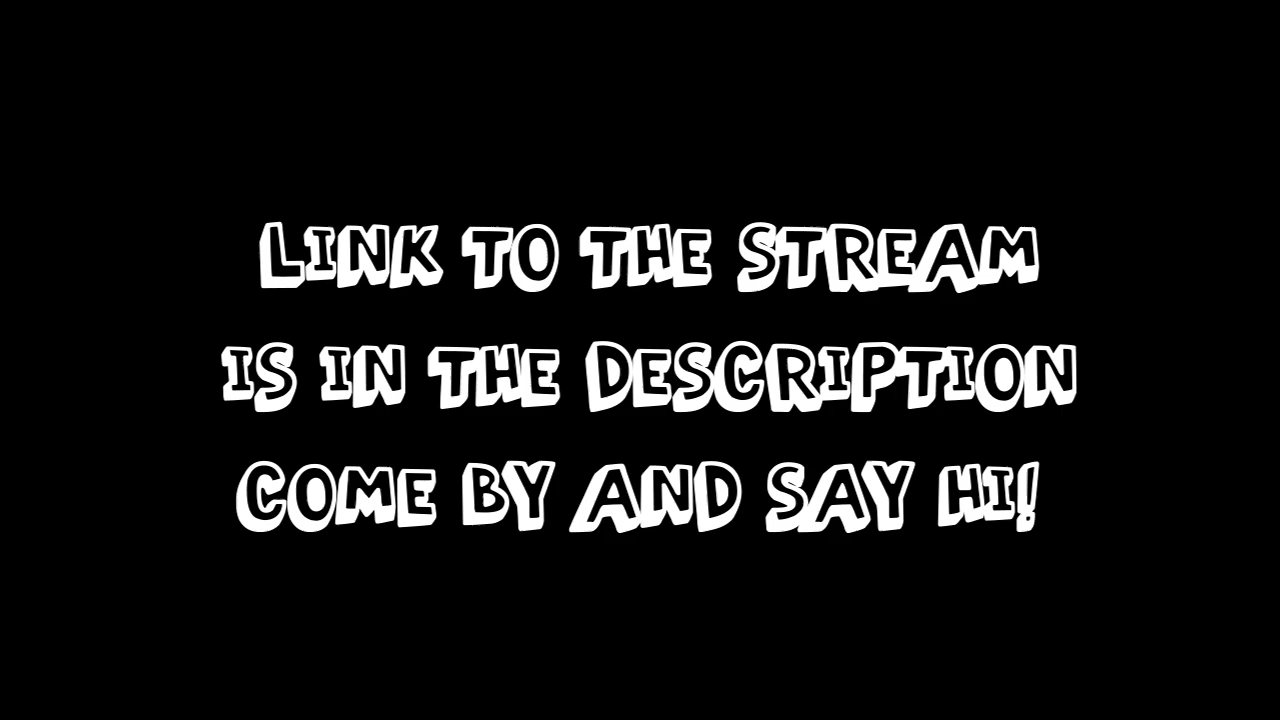 LINK TO THE STREAM
IS IN THE DESCRIPTION
COME BY AND SAY HI!